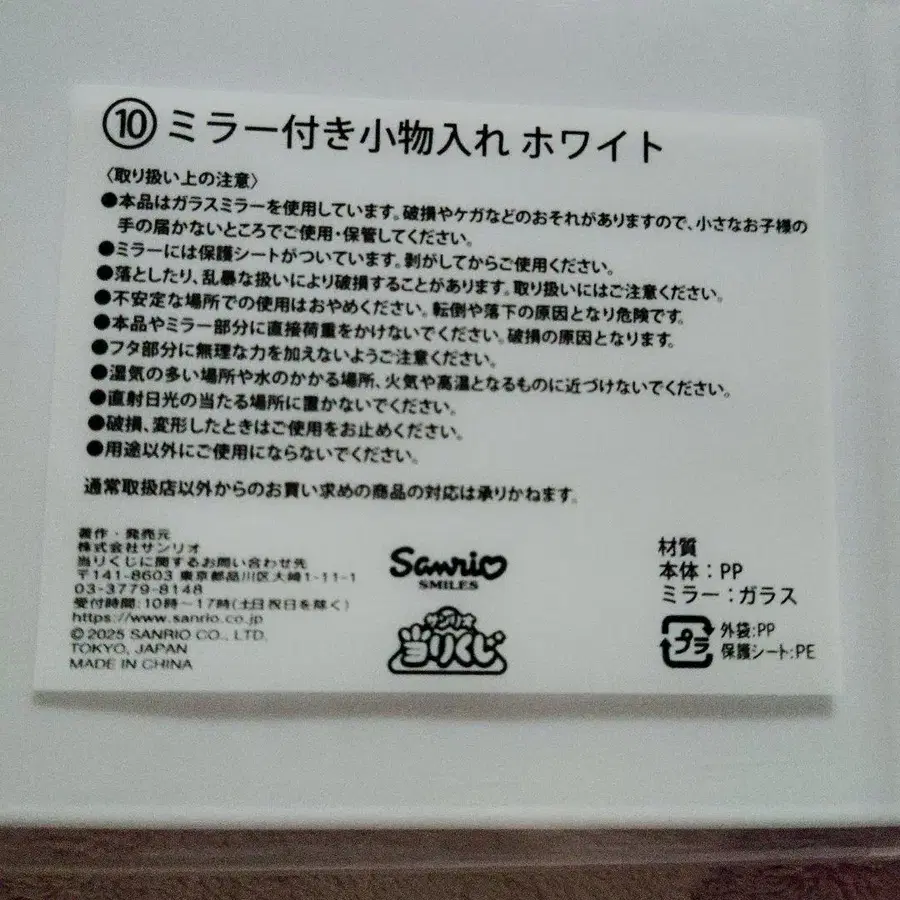 ⑩ミラー付き小物入れ ホワイト
〈取り扱い上の注意〉
●本品はガラスミラーを使用しています。破損やケガなどのおそれがありますので、小さなお子様の
手の届かないところでご使用・保管してください。
●ミラーには保護シートがついています。剥がしてからご使用ください。
●落としたり、乱暴な扱いにより破損することがあります。取り扱いにはご注意ください。
●不安定な場所での使用はおやめください。転倒や落下の原因となり危険です。
●本品やミラー部分に直接荷重をかけないでください。破損の原因となります。
●フタ部分に無理な力を加えないようご注意ください。
●湿気の多い場所や水のかかる場所、火気や高温となるものに近づけないでください。
●直射日光の当たる場所に置かないでください。
●破損、変形したときはご使用をお止めください。
●用途以外にご使用にならないでください。
通常取扱店以外からのお買い求めの商品の対応は承りかねます。
著作・発売元
株式会社サンリオ
当りくじに関するお問い合わせ先
〒141-8603 東京都品川区大崎1-11-1
03-3779-8148
受付時間:10時～17時(土日祝日を除く)
https://www.sanrio.co.jp
© 2025 SANRIO CO., LTD.
TOKYO, JAPAN
MADE IN CHINA
Sanrio
SMILES
サンリオ
当りくじ
材質
本体：PP
ミラー：ガラス
プラ
外袋:PP
保護シート:PE